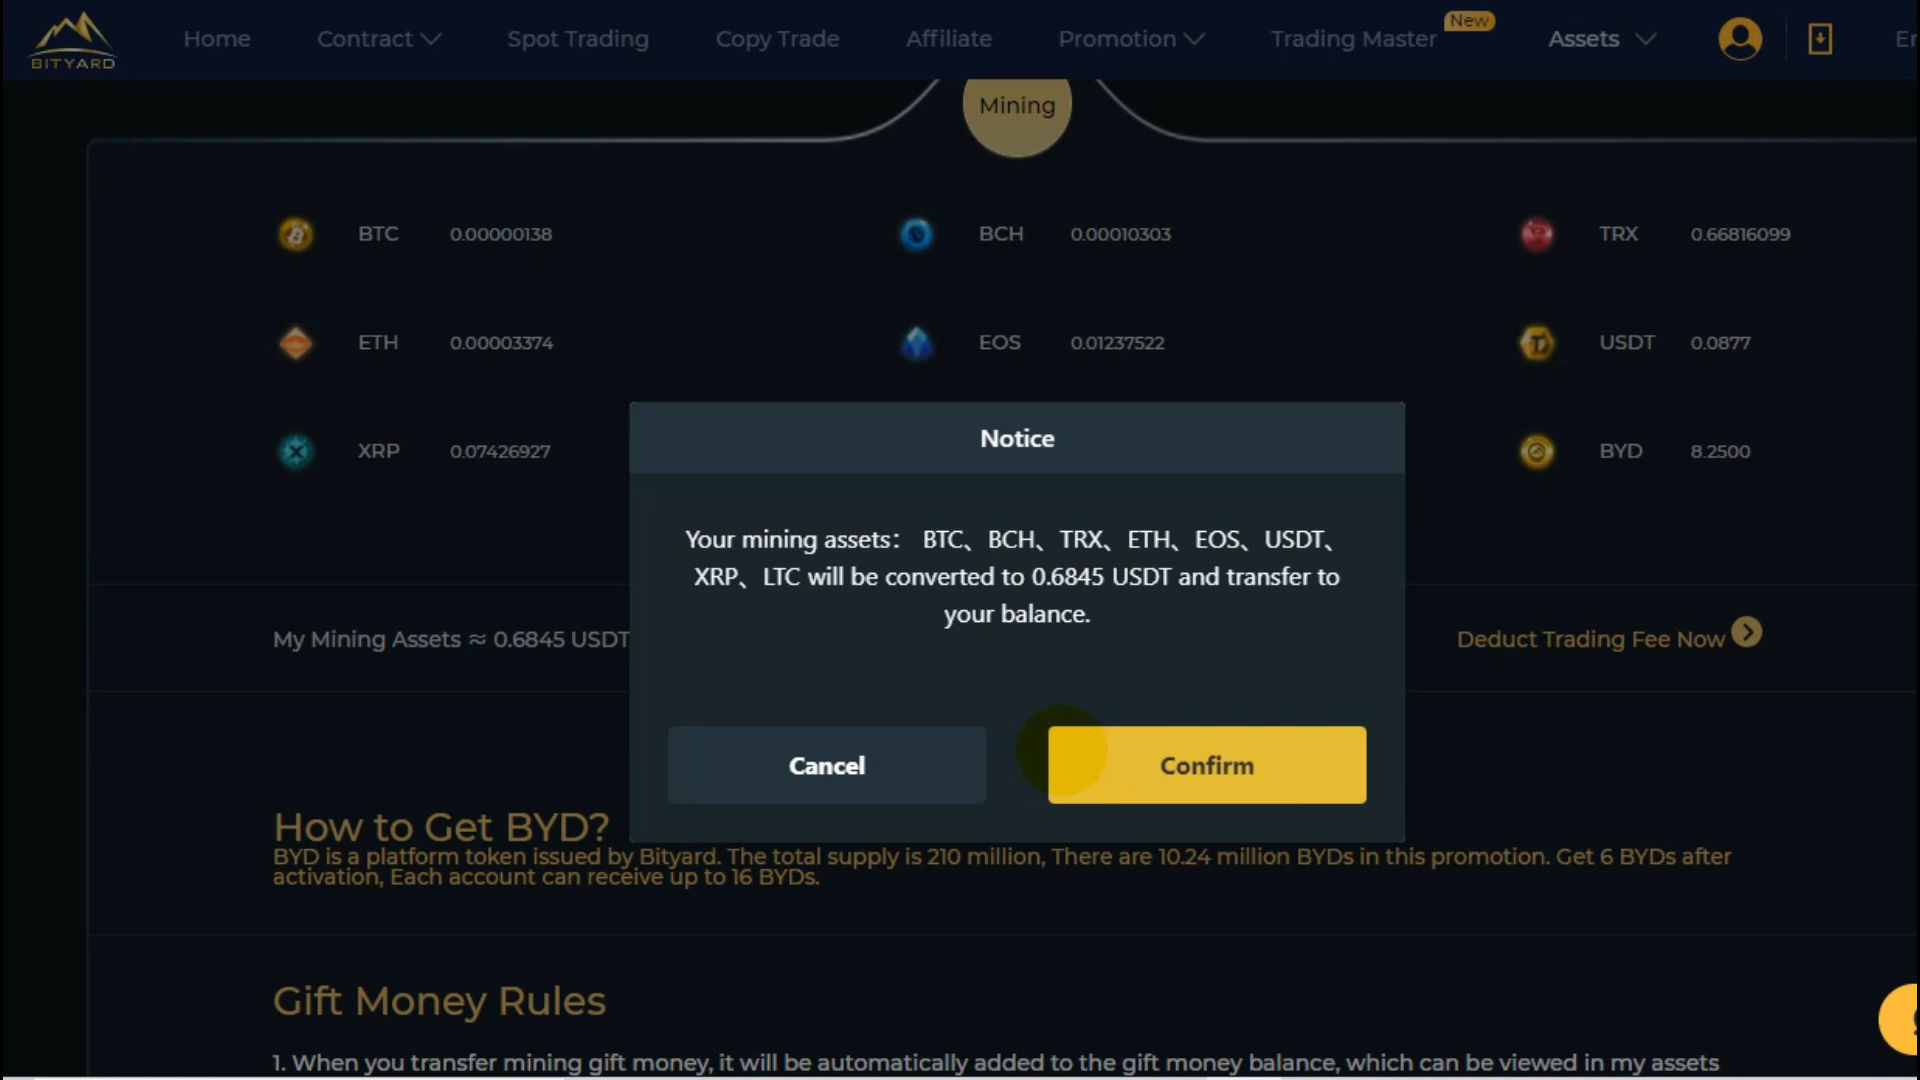 BITYARD
Home
Contract
Spot Trading
Copy Trade
Affiliate
Promotion
Trading Master
New
Assets
Mining
BTC 0.00000138
BCH 0.00010303
TRX 0.66816099
ETH 0.00003374
EOS 0.01237522
USDT 0.0877
XRP 0.07426927
BYD 8.2500
Notice
Your mining assets： BTC、BCH、TRX、ETH、EOS、USDT、
XRP、LTC will be converted to 0.6845 USDT and transfer to
your balance.
My Mining Assets ≈ 0.6845 USDT
Deduct Trading Fee Now
Cancel
Confirm
How to Get BYD?
BYD is a platform token issued by Bityard. The total supply is 210 million, There are 10.24 million BYDs in this promotion. Get 6 BYDs after
activation, Each account can receive up to 16 BYDs.
Gift Money Rules
1. When you transfer mining gift money, it will be automatically added to the gift money balance, which can be viewed in my assets